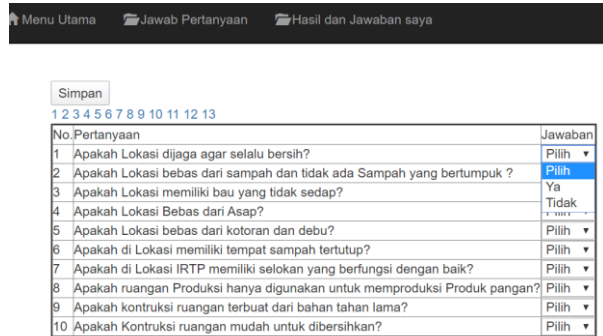 Menu Utama Jawab Pertanyaan Hasil dan Jawaban saya
Simpan
1 2 3 4 5 6 7 8 9 10 11 12 13
No. Pertanyaan Jawaban
1 Apakah Lokasi dijaga agar selalu bersih? Pilih
2 Apakah Lokasi bebas dari sampah dan tidak ada Sampah yang bertumpuk ? Pilih
3 Apakah Lokasi memiliki bau yang tidak sedap? Ya
Tidak
4 Apakah Lokasi Bebas dari Asap?
5 Apakah Lokasi bebas dari kotoran dan debu? Pilih
6 Apakah di Lokasi memiliki tempat sampah tertutup? Pilih
7 Apakah di Lokasi IRTP memiliki selokan yang berfungsi dengan baik? Pilih
8 Apakah ruangan Produksi hanya digunakan untuk memproduksi Produk pangan? Pilih
9 Apakah kontruksi ruangan terbuat dari bahan tahan lama? Pilih
10 Apakah Kontruksi ruangan mudah untuk dibersihkan? Pilih